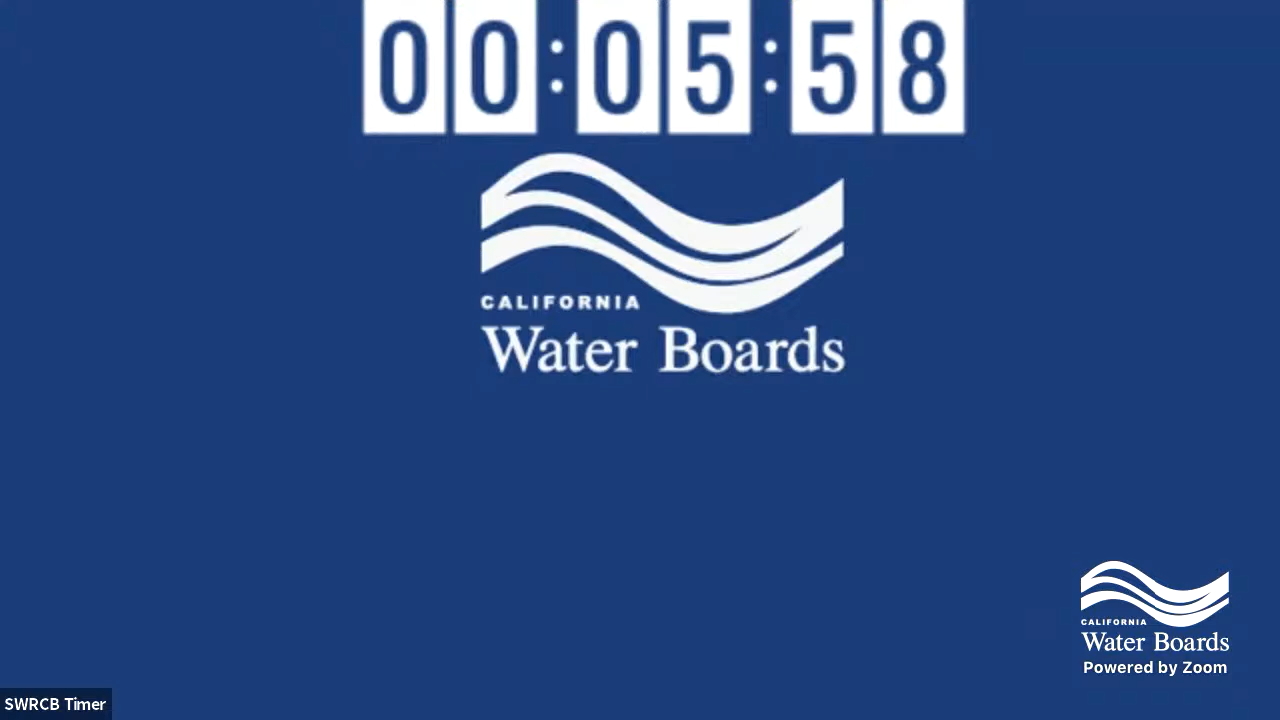 00:05:58
CALIFORNIA
Water Boards
CALIFORNIA
Water Boards
Powered by Zoom
SWRCB Timer